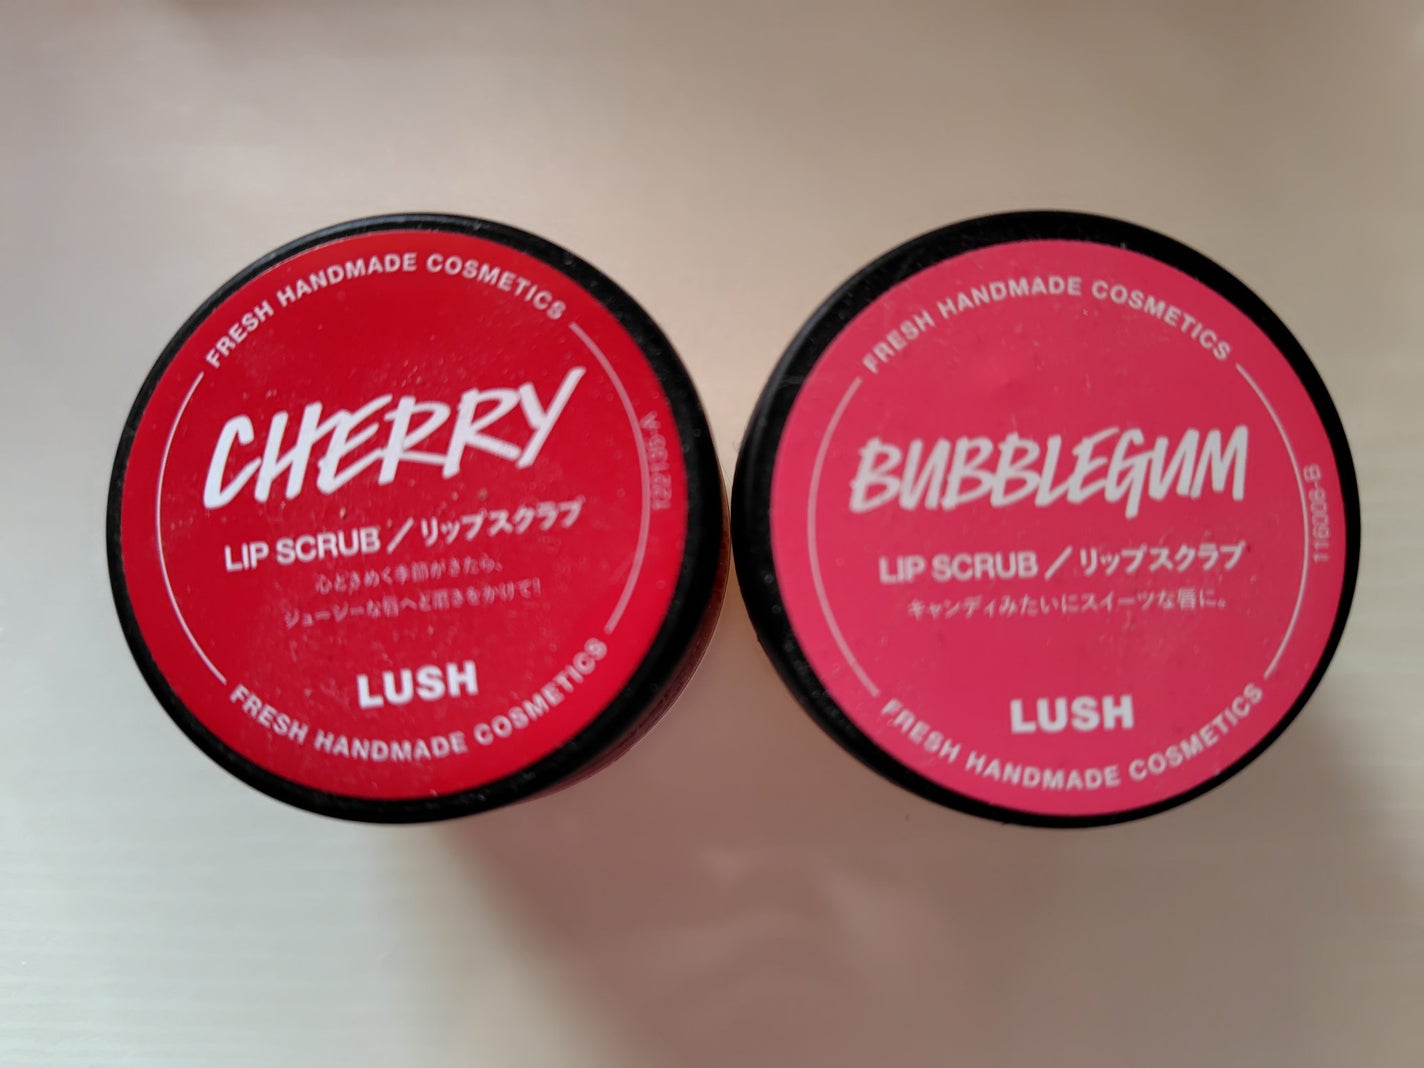 FRESH HANDMADE COSMETICS
CHERRY
LIP SCRUB／リップスクラブ
心ときめく季節がきたら、
ジューシーな唇へと磨きをかけて!
LUSH
FRESH HANDMADE COSMETICS
122135-A
FRESH HANDMADE COSMETICS
BUBBLEGUM
LIP SCRUB／リップスクラブ
キャンディみたいにスイーツな唇に。
LUSH
FRESH HANDMADE COSMETICS
116008-B